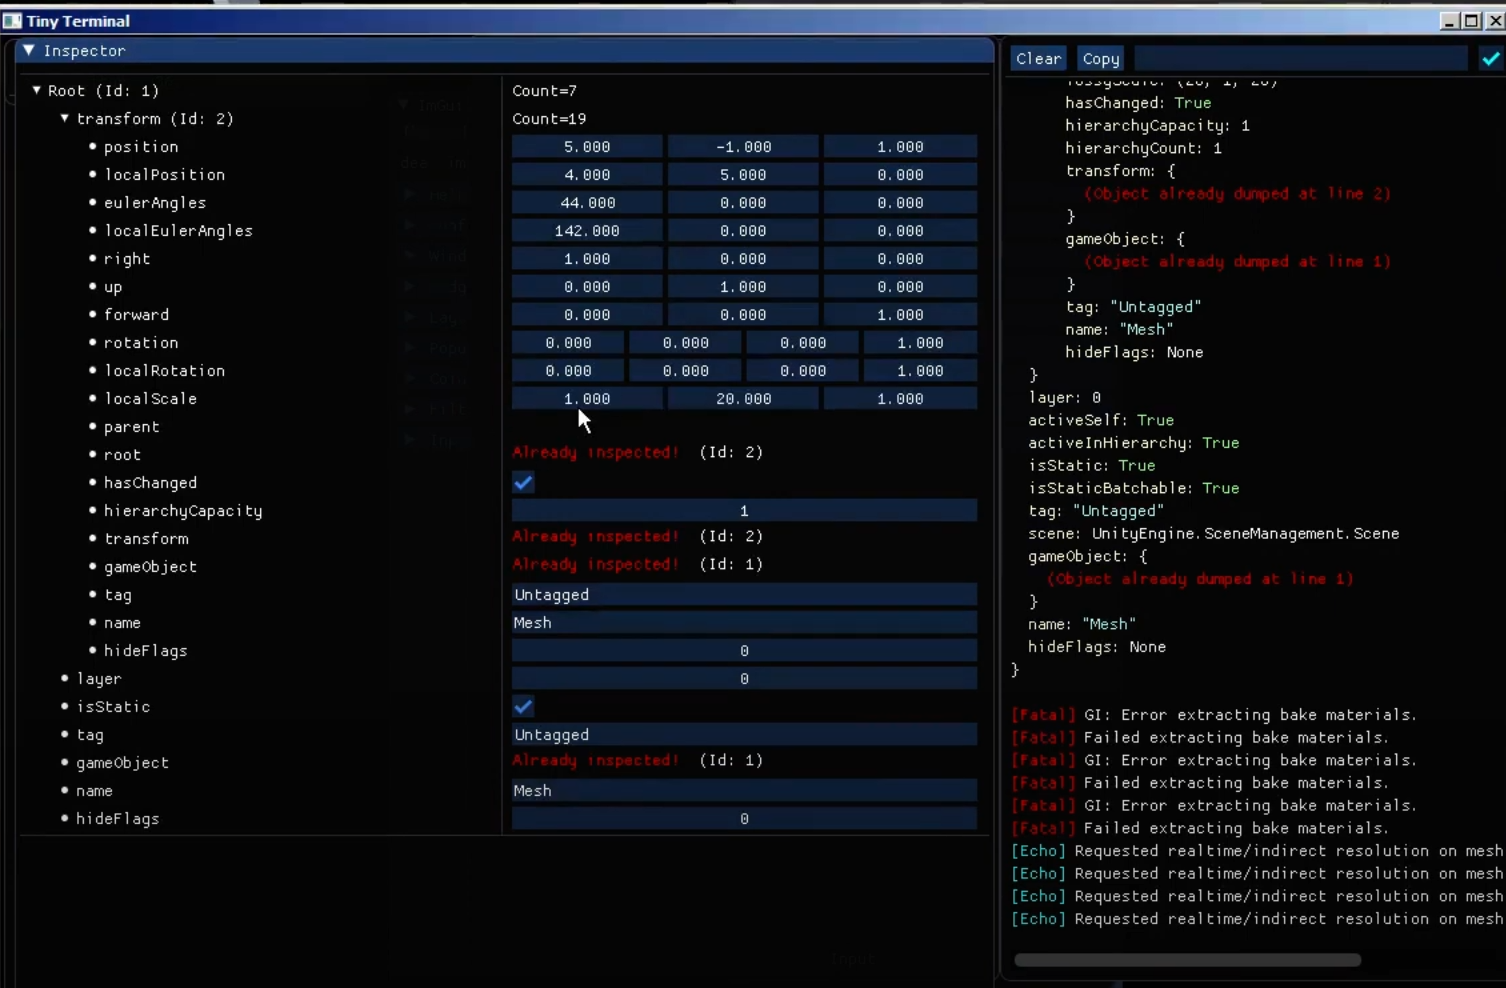 Tiny Terminal
Inspector
Root (Id: 1) Count=7
transform (Id: 2) Count=19
position 5.000 -1.000 1.000
localPosition 4.000 5.000 0.000
eulerAngles 44.000 0.000 0.000
localEulerAngles 142.000 0.000 0.000
right 1.000 0.000 0.000
up 0.000 1.000 0.000
forward 0.000 0.000 1.000
rotation 0.000 0.000 0.000 1.000
localRotation 0.000 0.000 0.000 1.000
localScale 1.000 20.000 1.000
parent
root Already inspected! (Id: 2)
hasChanged
hierarchyCapacity 1
transform Already inspected! (Id: 2)
gameObject Already inspected! (Id: 1)
tag Untagged
name Mesh
hideFlags 0
layer 0
isStatic
tag Untagged
gameObject Already inspected! (Id: 1)
name Mesh
hideFlags 0
Clear Copy
lossyScale: (20, 1, 20)
hasChanged: True
hierarchyCapacity: 1
hierarchyCount: 1
transform: {
(Object already dumped at line 2)
}
gameObject: {
(Object already dumped at line 1)
}
tag: "Untagged"
name: "Mesh"
hideFlags: None
}
layer: 0
activeSelf: True
activeInHierarchy: True
isStatic: True
isStaticBatchable: True
tag: "Untagged"
scene: UnityEngine.SceneManagement.Scene
gameObject: {
(Object already dumped at line 1)
}
name: "Mesh"
hideFlags: None
}
[Fatal] GI: Error extracting bake materials.
[Fatal] Failed extracting bake materials.
[Fatal] GI: Error extracting bake materials.
[Fatal] Failed extracting bake materials.
[Fatal] GI: Error extracting bake materials.
[Fatal] Failed extracting bake materials.
[Echo] Requested realtime/indirect resolution on mesh
[Echo] Requested realtime/indirect resolution on mesh
[Echo] Requested realtime/indirect resolution on mesh
[Echo] Requested realtime/indirect resolution on mesh
Input